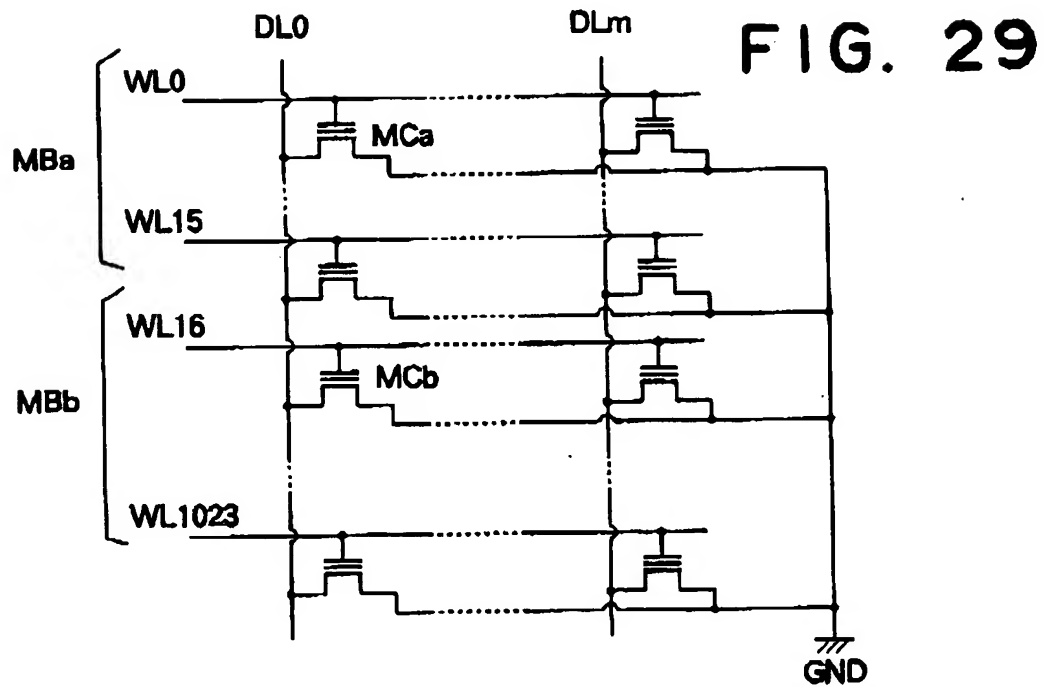 FIG. 29
DL0
DLm
WL0
MCa
MBa
WL15
WL16
MCb
MBb
WL1023
GND